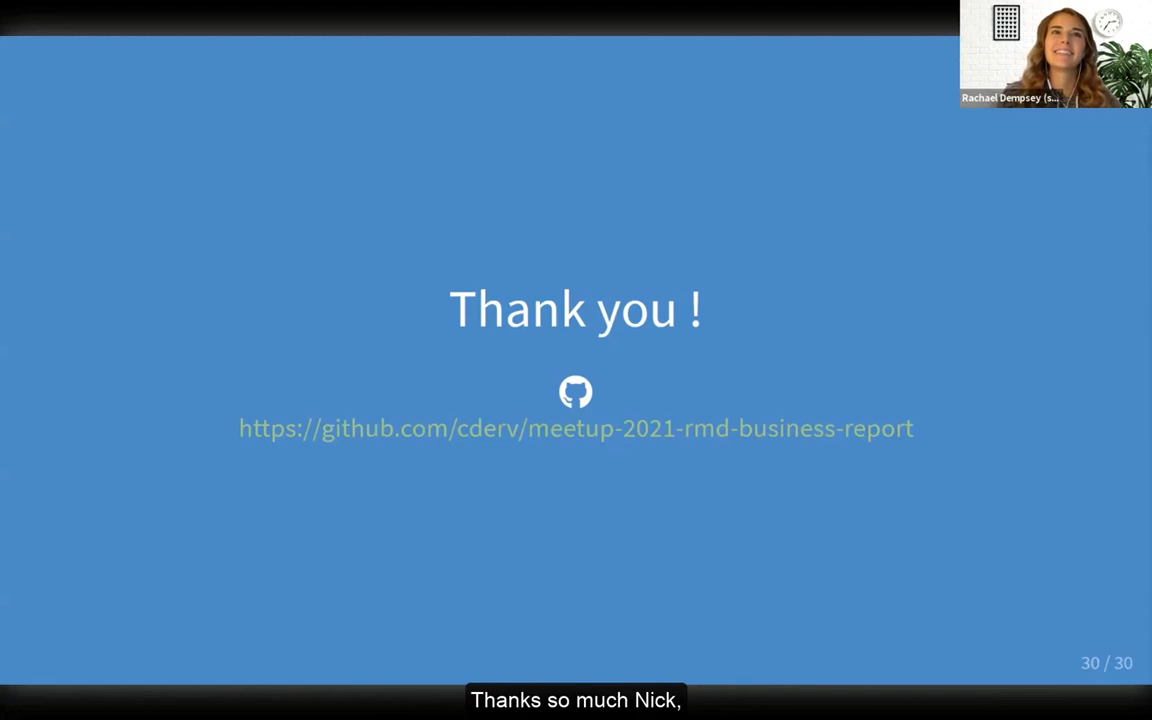 Rachael Dempsey (s...
Thank you !
https://github.com/cderv/meetup-2021-rmd-business-report
30 / 30
Thanks so much Nick,